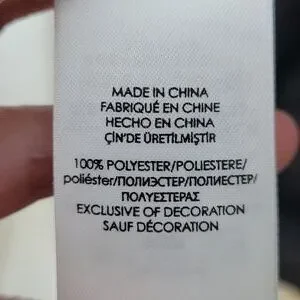 MADE IN CHINA
FABRIQUÉ EN CHINE
HECHO EN CHINA
ÇİN'DE ÜRETİLMİŞTİR
100% POLYESTER/POLIESTERE/
poliéster/ПОЛИЭСТЕР/ПОЛИЕСТЕР/
ΠΟΛΥΕΣΤΕΡΑΣ
EXCLUSIVE OF DECORATION
SAUF DÉCORATION